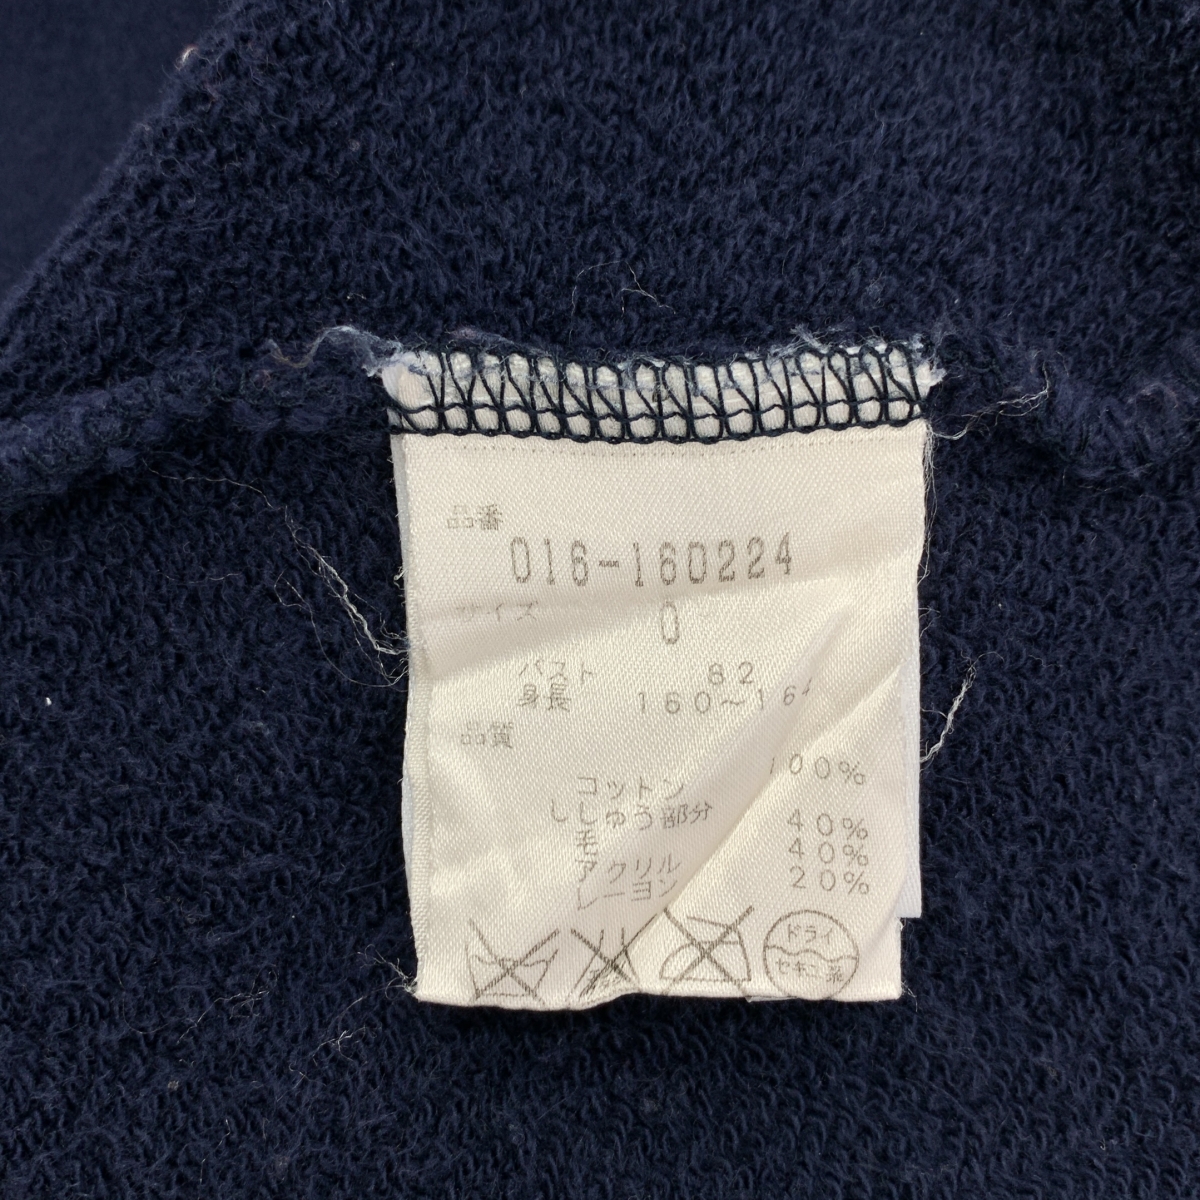 品番
016-160224
サイズ 0
バスト 82
身長 160〜16
品質
コットン 100%
ししゅう部分
毛 40%
アクリル 40%
レーヨン 20%
ドライ
セキユ系